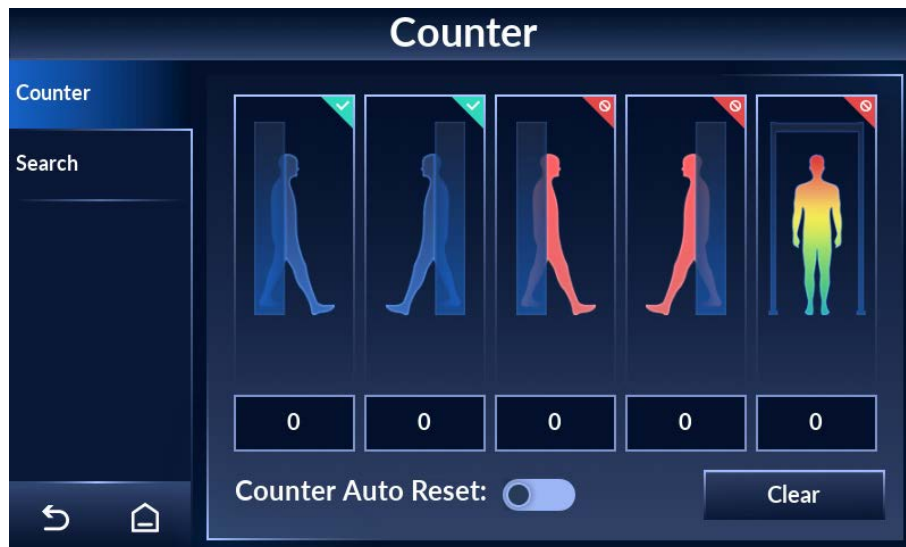 Counter
Counter
Search
0 0 0 0 0
Counter Auto Reset:
Clear